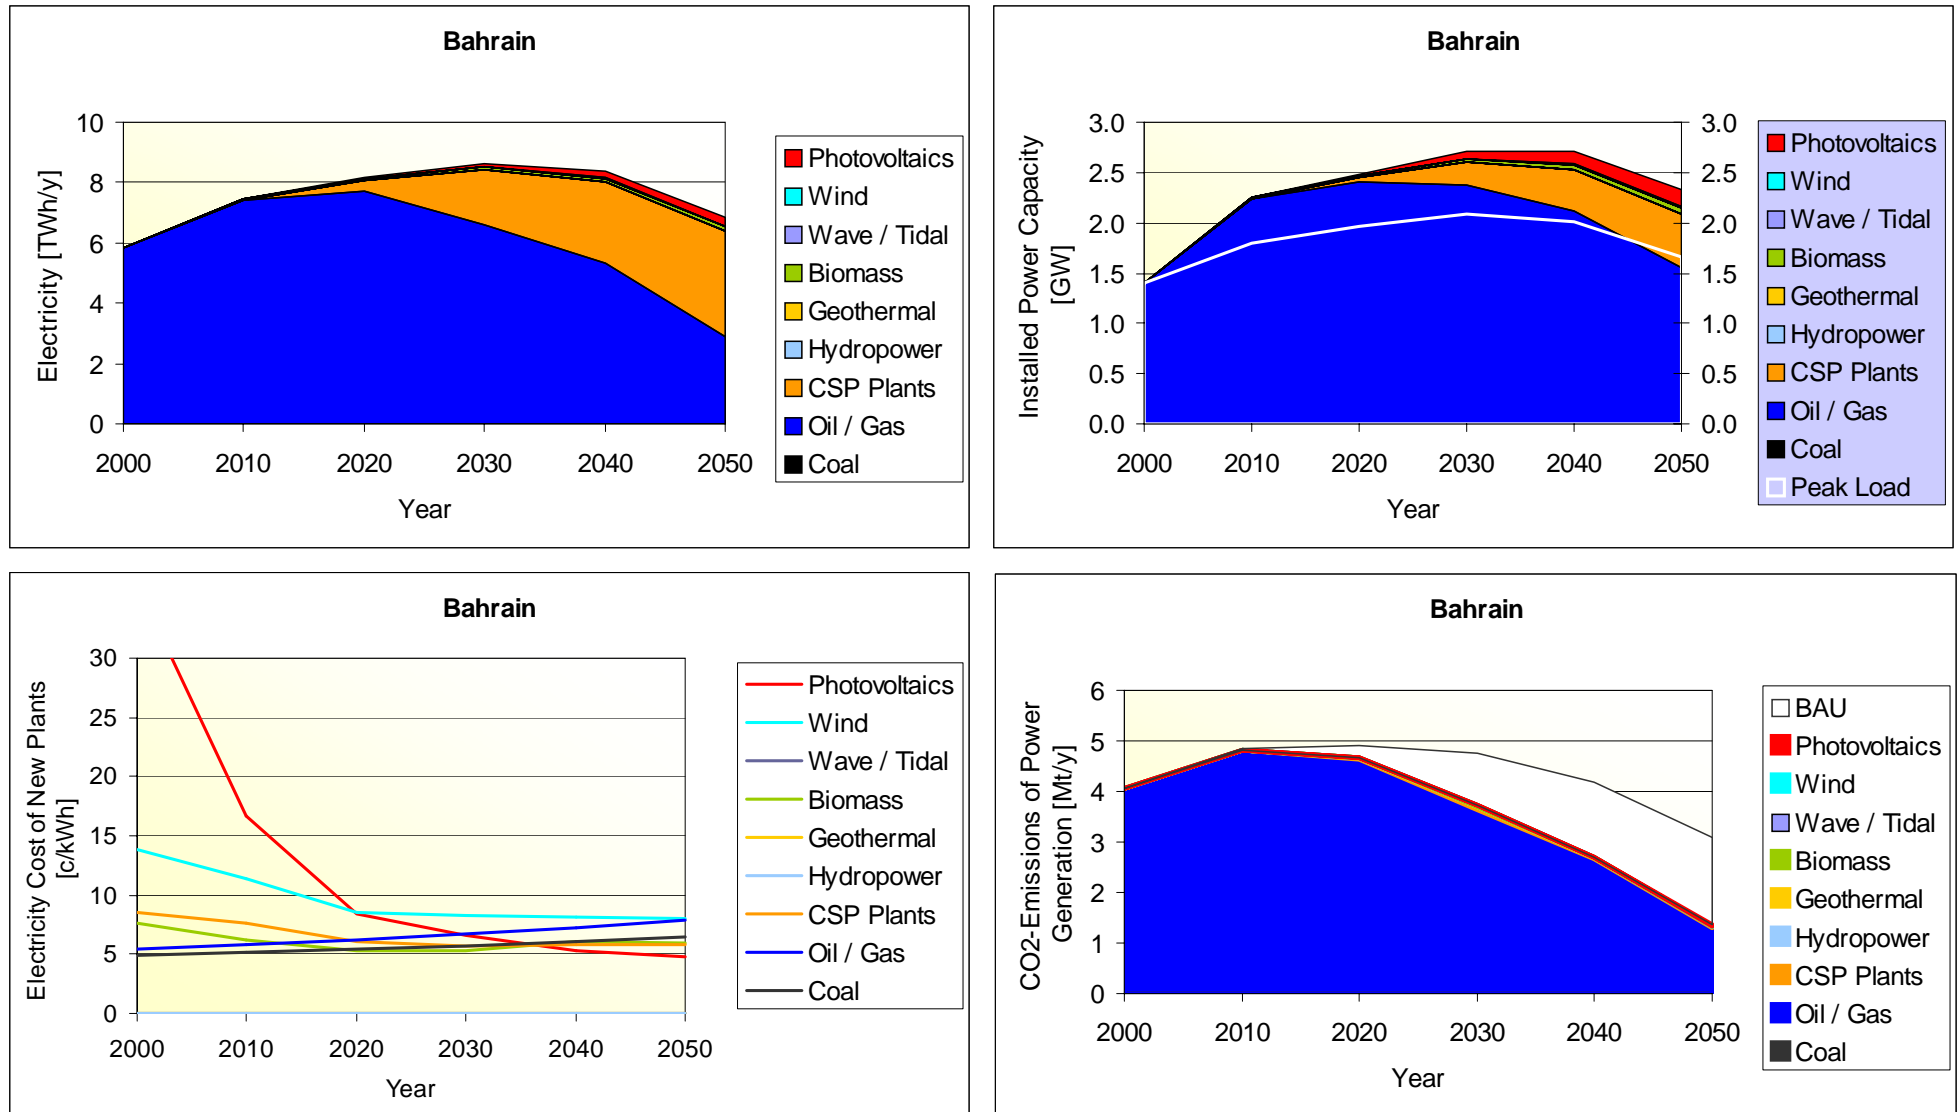 Bahrain
Electricity [TWh/y]
10
8
6
4
2
0
2000 2010 2020 2030 2040 2050
Year
Photovoltaics
Wind
Wave / Tidal
Biomass
Geothermal
Hydropower
CSP Plants
Oil / Gas
Coal
Bahrain
Installed Power Capacity
[GW]
3.0
2.5
2.0
1.5
1.0
0.5
0.0
3.0
2.5
2.0
1.5
1.0
0.5
0.0
2000 2010 2020 2030 2040 2050
Year
Photovoltaics
Wind
Wave / Tidal
Biomass
Geothermal
Hydropower
CSP Plants
Oil / Gas
Coal
Peak Load
Bahrain
Electricity Cost of New Plants
[c/kWh]
30
25
20
15
10
5
0
2000 2010 2020 2030 2040 2050
Year
Photovoltaics
Wind
Wave / Tidal
Biomass
Geothermal
Hydropower
CSP Plants
Oil / Gas
Coal
Bahrain
CO2-Emissions of Power
Generation [Mt/y]
6
5
4
3
2
1
0
2000 2010 2020 2030 2040 2050
Year
BAU
Photovoltaics
Wind
Wave / Tidal
Biomass
Geothermal
Hydropower
CSP Plants
Oil / Gas
Coal